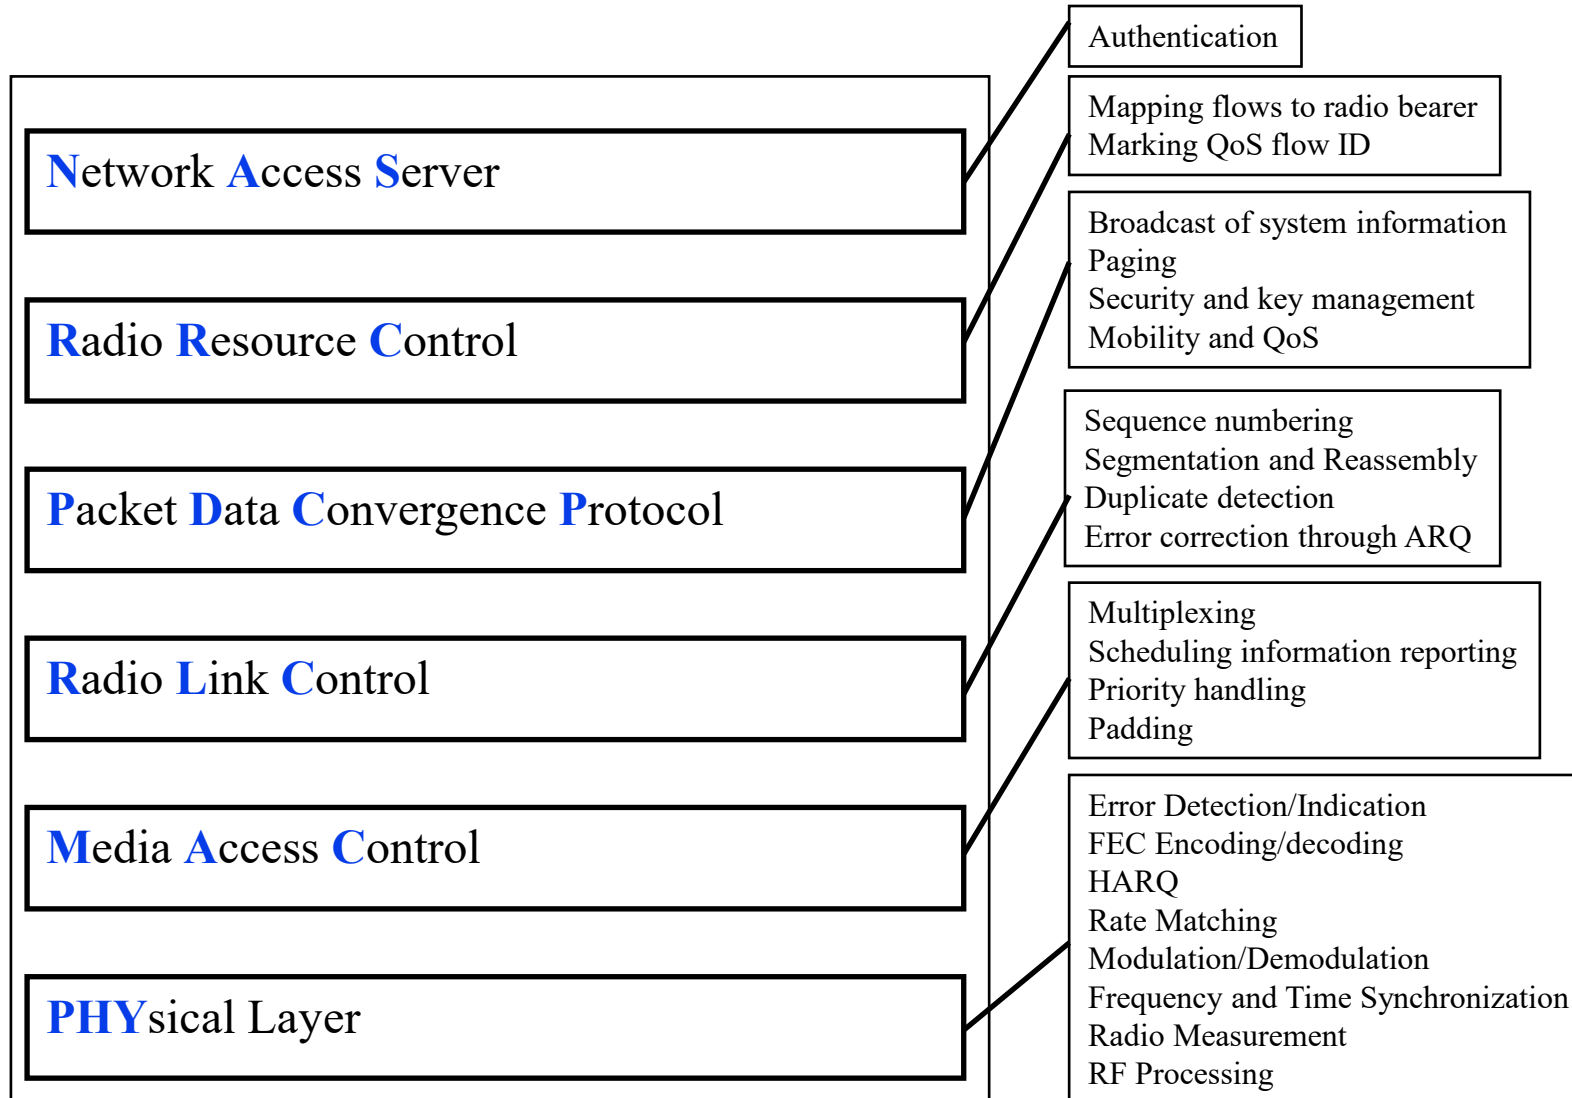 Authentication
Mapping flows to radio bearer
Marking QoS flow ID
Network Access Server
Broadcast of system information
Paging
Security and key management
Mobility and QoS
Radio Resource Control
Sequence numbering
Segmentation and Reassembly
Duplicate detection
Error correction through ARQ
Packet Data Convergence Protocol
Multiplexing
Scheduling information reporting
Priority handling
Padding
Radio Link Control
Error Detection/Indication
FEC Encoding/decoding
HARQ
Rate Matching
Modulation/Demodulation
Frequency and Time Synchronization
Radio Measurement
RF Processing
Media Access Control
PHYsical Layer